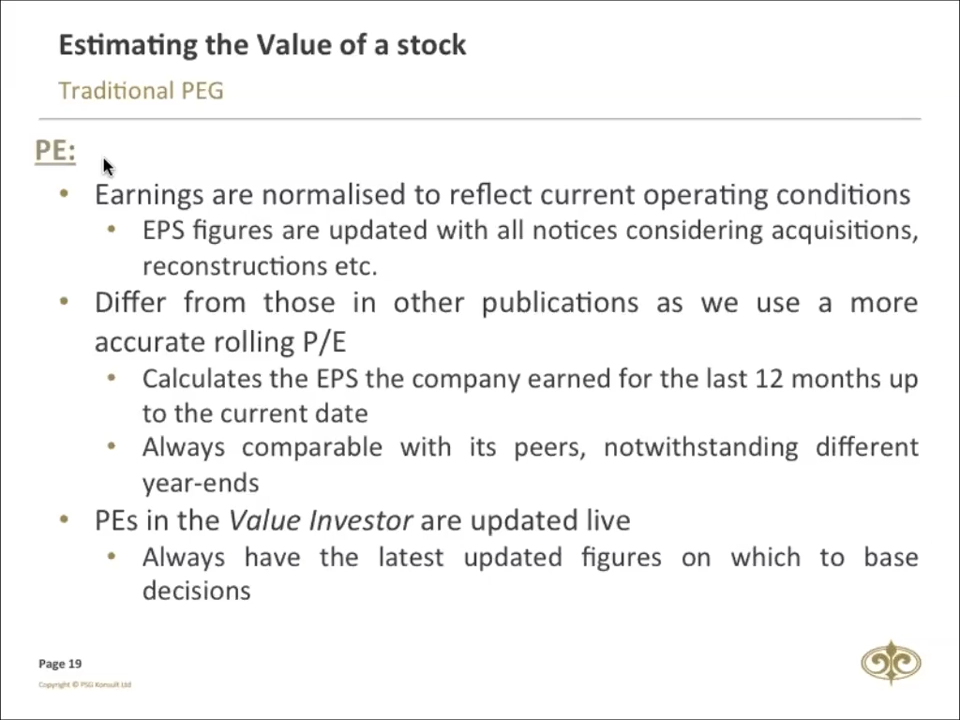 Estimating the Value of a stock
Traditional PEG
PE:
• Earnings are normalised to reflect current operating conditions
• EPS figures are updated with all notices considering acquisitions,
reconstructions etc.
• Differ from those in other publications as we use a more
accurate rolling P/E
• Calculates the EPS the company earned for the last 12 months up
to the current date
• Always comparable with its peers, notwithstanding different
year-ends
• PEs in the Value Investor are updated live
• Always have the latest updated figures on which to base
decisions
Page 19
Copyright © PSG Konsult Ltd